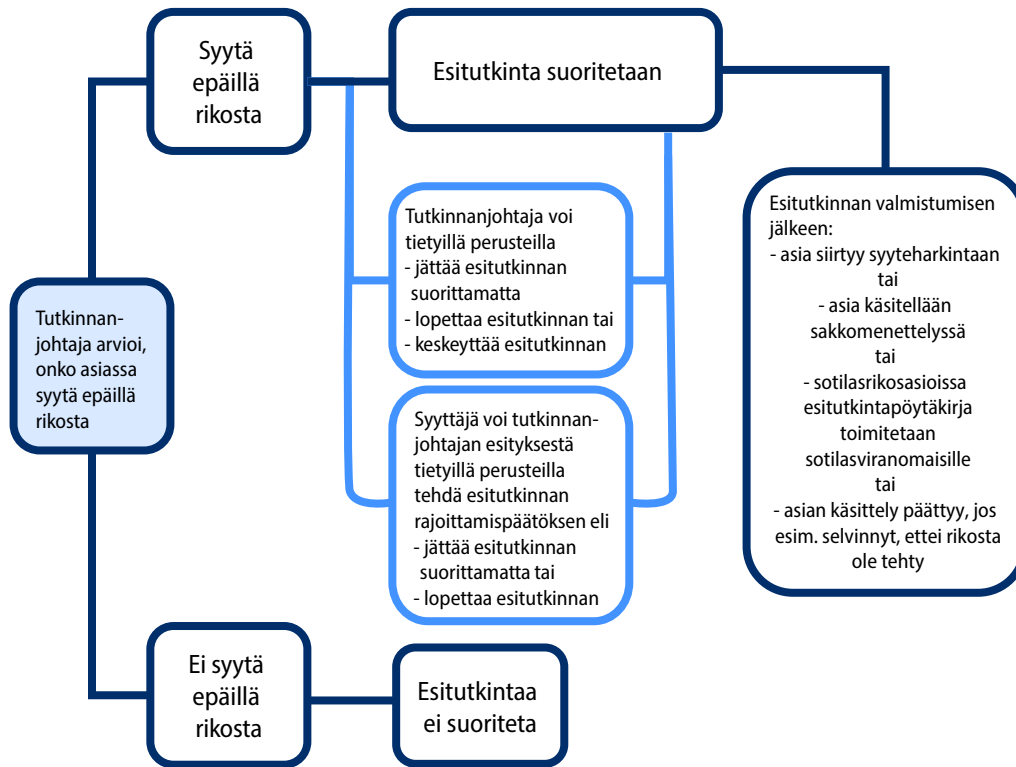 Tutkinnan-
johtaja arvioi,
onko asiassa
syytä epäillä
rikosta
Syytä
epäillä
rikosta
Esitutkinta suoritetaan
Tutkinnanjohtaja voi
tietyillä perusteilla
- jättää esitutkinnan
suorittamatta
- lopettaa esitutkinnan tai
- keskeyttää esitutkinnan
Syyttäjä voi tutkinnan-
johtajan esityksestä
tietyillä perusteilla
tehdä esitutkinnan
rajoittamispäätöksen eli
- jättää esitutkinnan
suorittamatta tai
- lopettaa esitutkinnan
Esitutkinnan valmistumisen
jälkeen:
- asia siirtyy syyteharkintaan
tai
- asia käsitellään
sakkomenettelyssä
tai
- sotilasrikosasioissa
esitutkintapöytäkirja
toimitetaan
sotilasviranomaisille
tai
- asian käsittely päättyy, jos
esim. selvinnyt, ettei rikosta
ole tehty
Ei syytä
epäillä
rikosta
Esitutkintaa
ei suoriteta